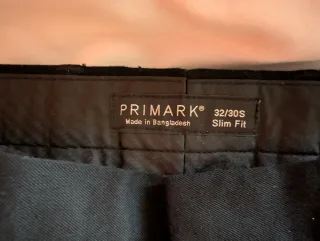 PRIMARK®
Made in Bangladesh
32/30S
Slim Fit